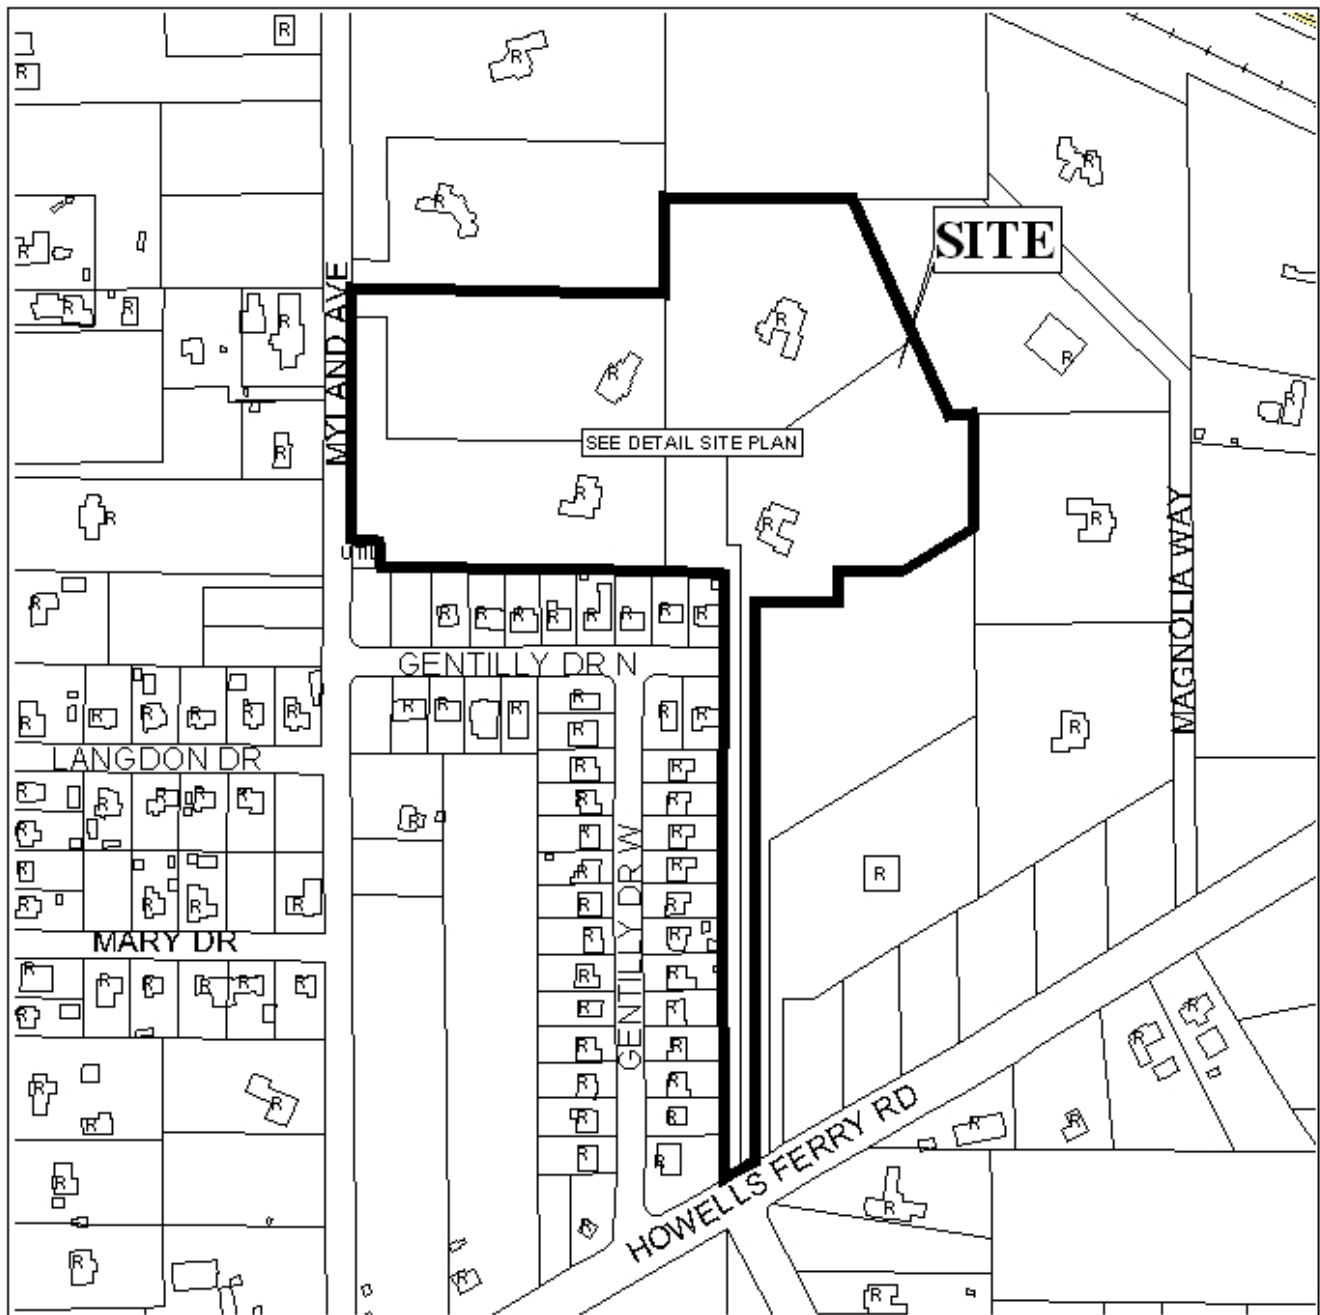 SITE
MYLAND AVE
SEE DETAIL SITE PLAN
MAGNOLIA WAY
GENTILLY DR N
LANGDON DR
GENTILLY DR W
MARY DR
HOWELLS FERRY RD